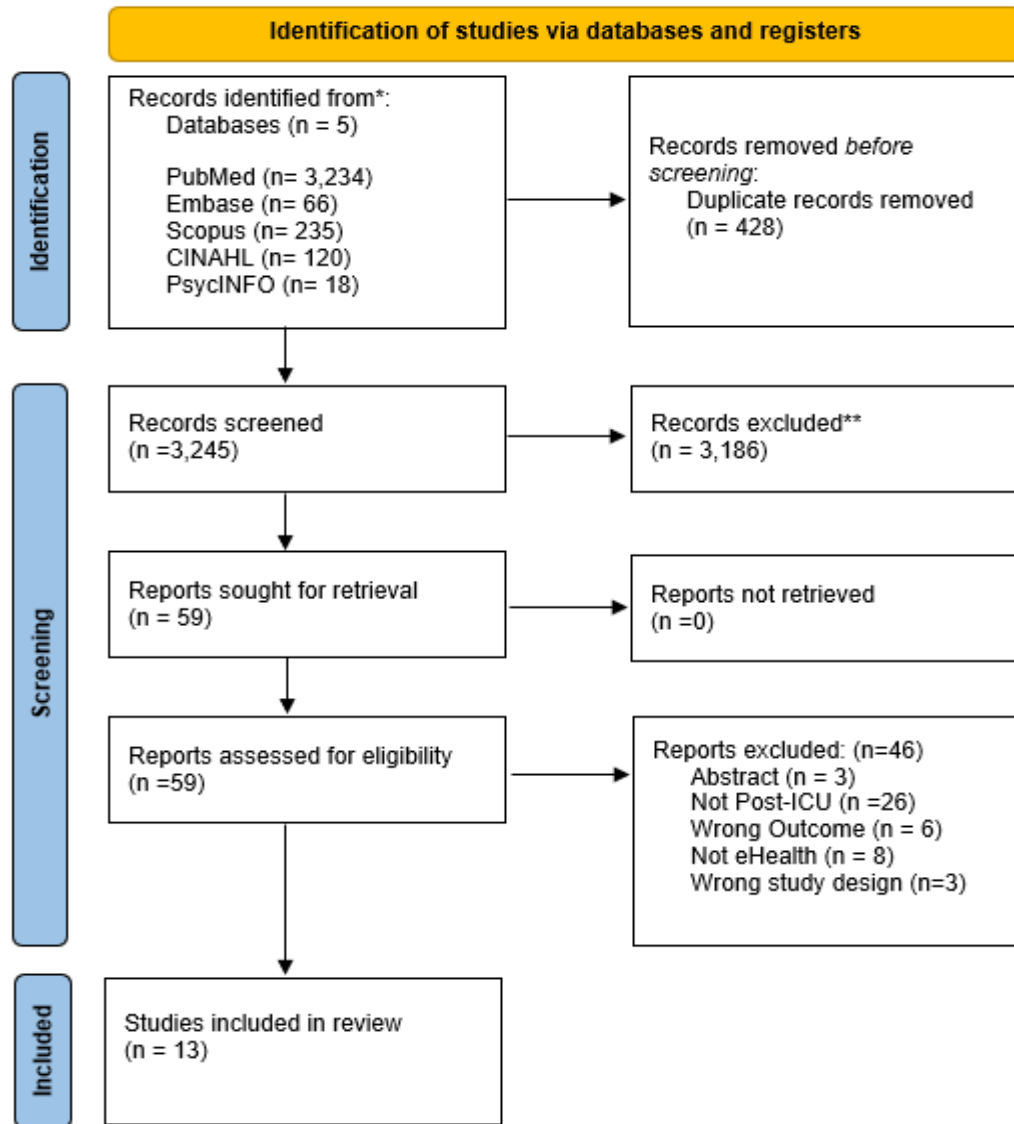 Identification of studies via databases and registers
Identification
Records identified from*:
Databases (n = 5)
PubMed (n= 3,234)
Embase (n= 66)
Scopus (n= 235)
CINAHL (n= 120)
PsycINFO (n= 18)
Records removed before
screening:
Duplicate records removed
(n = 428)
Screening
Records screened
(n =3,245)
Records excluded**
(n = 3,186)
Reports sought for retrieval
(n = 59)
Reports not retrieved
(n =0)
Reports assessed for eligibility
(n =59)
Reports excluded: (n=46)
Abstract (n = 3)
Not Post-ICU (n =26)
Wrong Outcome (n = 6)
Not eHealth (n = 8)
Wrong study design (n=3)
Included
Studies included in review
(n = 13)